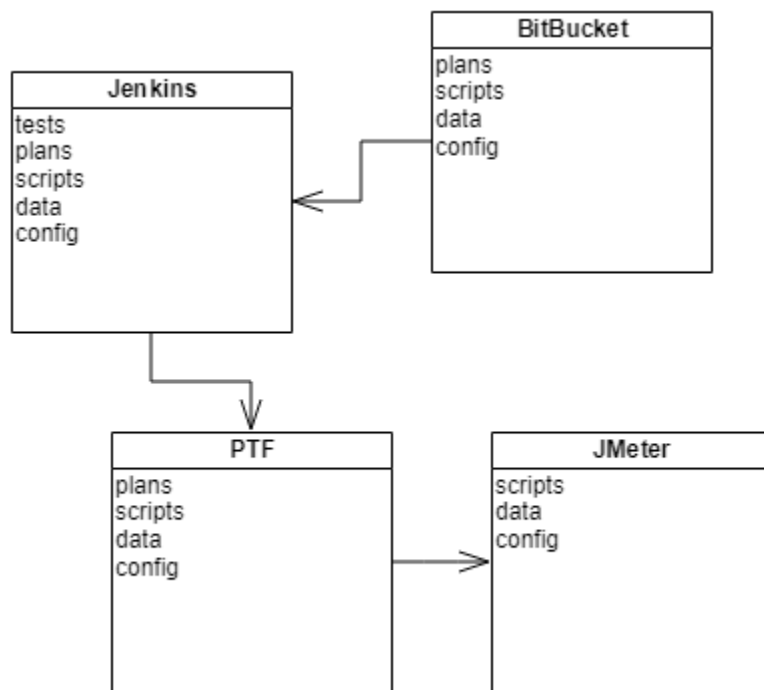 BitBucket
plans
scripts
data
config
Jenkins
tests
plans
scripts
data
config
PTF
plans
scripts
data
config
JMeter
scripts
data
config